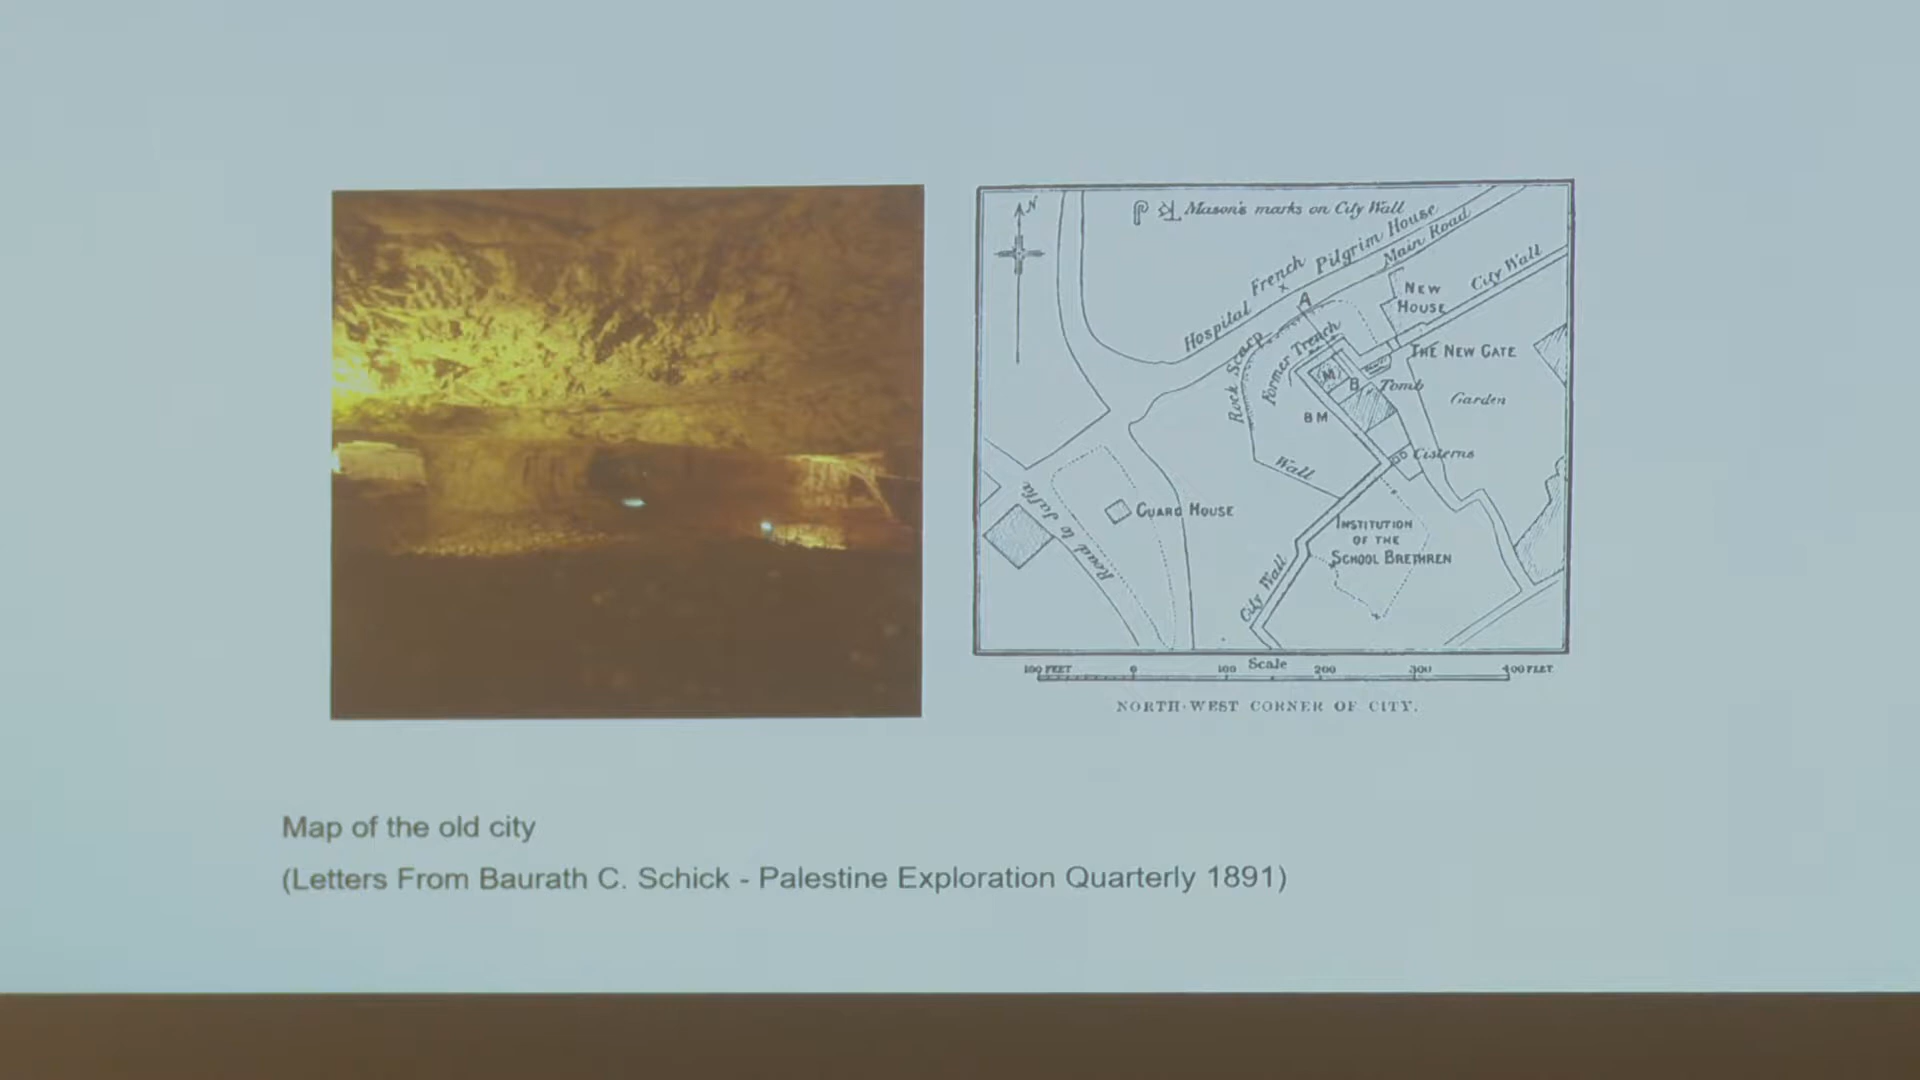 N
Mason's marks on City Wall
Hospital French Pilgrim House
Main Road
City Wall
NEW
HOUSE
A
Rock Scarp
Former Trench
THE NEW GATE
M
B
Tomb
Garden
BM
Cisterns
Wall
Road to Jaffa
GUARD HOUSE
INSTITUTION
OF THE
SCHOOL BRETHREN
City Wall
100 FEET 0 100 Scale 200 300 400 FEET
NORTH-WEST CORNER OF CITY.
Map of the old city
(Letters From Baurath C. Schick - Palestine Exploration Quarterly 1891)